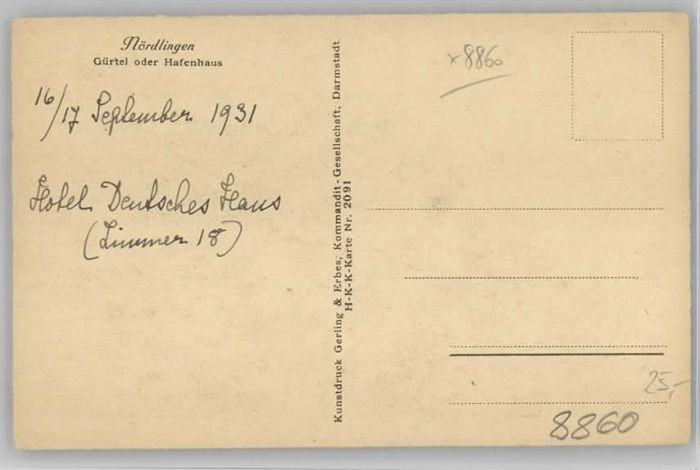 Nördlingen
Gürtel oder Hafenhaus
16/17 September 1931
Hotel Deutsches Haus
(Zimmer 18)
Kunstdruck Gerling & Erbes, Kommandit-Gesellschaft, Darmstadt
H-K-K-Karte Nr. 2091
x8860
25,-
8860